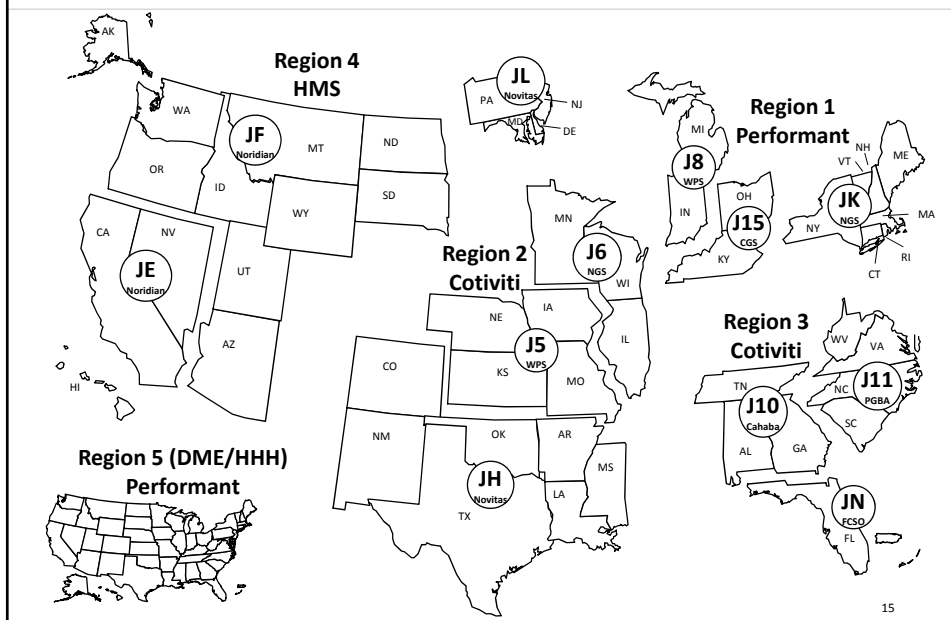 AK
Region 4
HMS
WA
OR
ID
MT
ND
SD
WY
JF
Noridian
CA
NV
UT
AZ
JE
Noridian
HI
JL
Novitas
PA
NJ
MD
DE
Region 1
Performant
MI
J8
WPS
IN
OH
J15
CGS
KY
NH
VT
ME
JK
NGS
NY
MA
RI
CT
Region 2
Cotiviti
MN
J6
NGS
WI
IA
NE
IL
J5
WPS
KS
MO
CO
NM
OK
AR
MS
JH
Novitas
LA
TX
Region 3
Cotiviti
WV
VA
TN
NC
J11
PGBA
J10
Cahaba
SC
AL
GA
JN
FCSO
FL
Region 5 (DME/HHH)
Performant
15